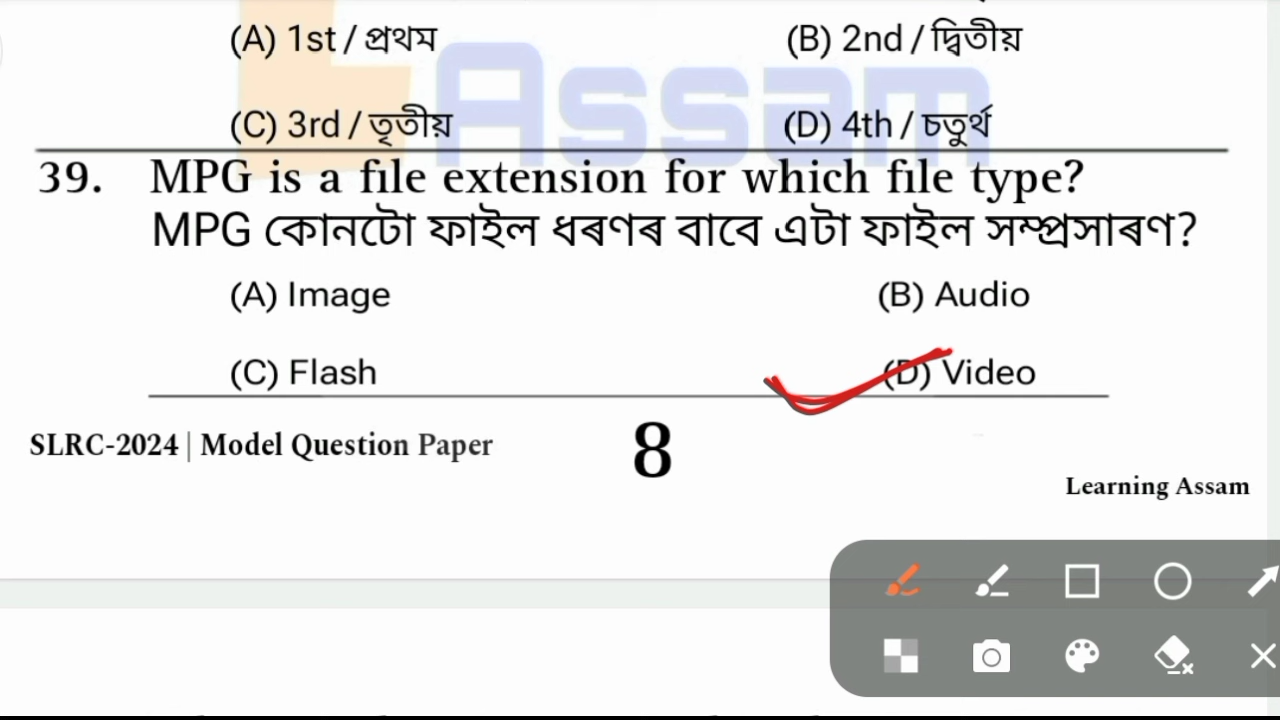 (A) 1st / প্ৰথম (B) 2nd / দ্বিতীয়
(C) 3rd / তৃতীয় (D) 4th / চতুৰ্থ
Assam
39. MPG is a file extension for which file type?
MPG কোনটো ফাইল ধৰণৰ বাবে এটা ফাইল সম্প্ৰসাৰণ?
(A) Image (B) Audio
(C) Flash (D) Video
SLRC-2024 | Model Question Paper 8
Learning Assam